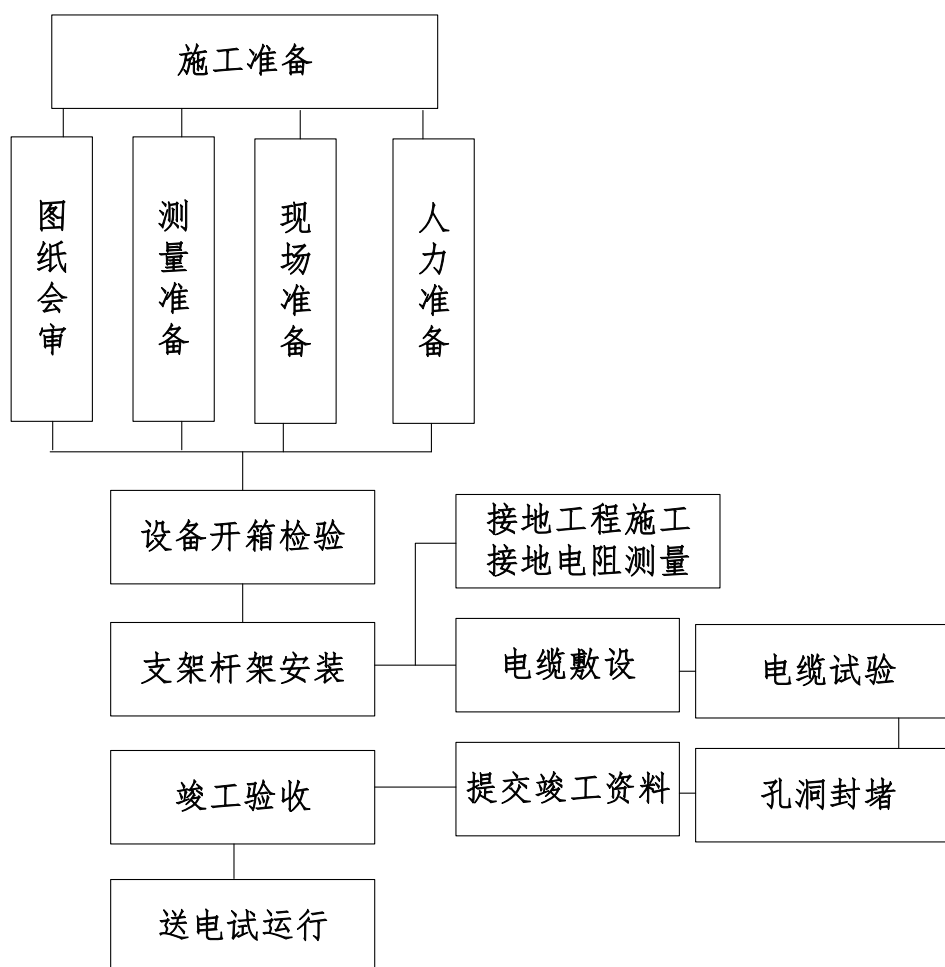 施工准备
图纸会审
测量准备
现场准备
人力准备
设备开箱检验
接地工程施工
接地电阻测量
支架杆架安装
电缆敷设
电缆试验
竣工验收
提交竣工资料
孔洞封堵
送电试运行